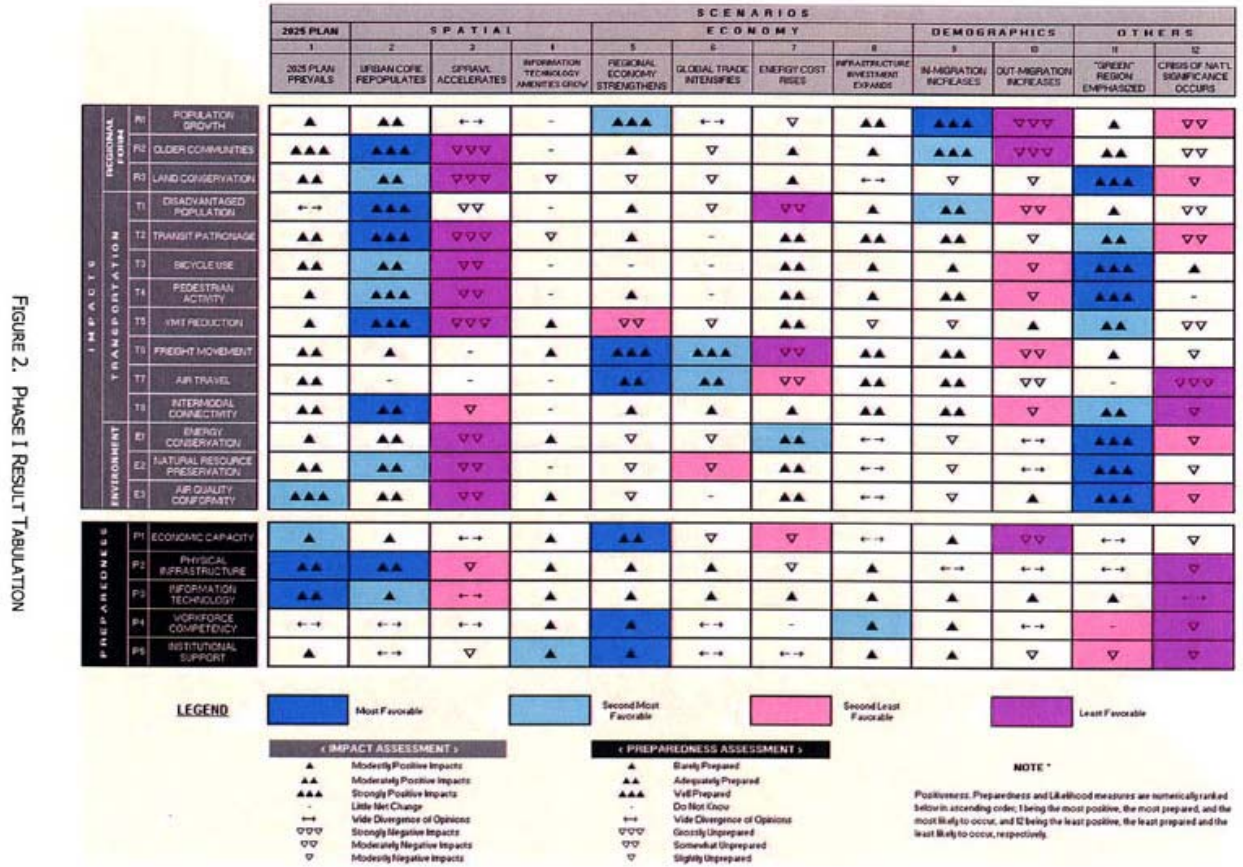 SCENARIOS
2025 PLAN SPATIAL ECONOMY DEMOGRAPHICS OTHERS
1 2 3 4 5 6 7 8 9 10 11 12
2025 PLAN PREVAILS
URBAN CORE REPOPULATES
SPRAWL ACCELERATES
INFORMATION TECHNOLOGY AMENITIES GROW
REGIONAL ECONOMY STRENGTHENS
GLOBAL TRADE INTENSIFIES
ENERGY COST RISES
INFRASTRUCTURE INVESTMENT EXPANDS
IN-MIGRATION INCREASES
OUT-MIGRATION INCREASES
"GREEN" REGION EMPHASIZED
CRISIS OF NAT'L SIGNIFICANCE OCCURS
IMPACTS
REGIONAL FORM
R1 POPULATION GROWTH
R2 OLDER COMMUNITIES
R3 LAND CONSERVATION
TRANSPORTATION
T1 DISADVANTAGED POPULATION
T2 TRANSIT PATRONAGE
T3 BICYCLE USE
T4 PEDESTRIAN ACTIVITY
T5 VMT REDUCTION
T6 FREIGHT MOVEMENT
T7 AIR TRAVEL
T8 INTERMODAL CONNECTIVITY
ENVIRONMENT
E1 ENERGY CONSERVATION
E2 NATURAL RESOURCE PRESERVATION
E3 AIR QUALITY CONFORMITY
PREPAREDNESS
P1 ECONOMIC CAPACITY
P2 PHYSICAL INFRASTRUCTURE
P3 INFORMATION TECHNOLOGY
P4 WORKFORCE COMPETENCY
P5 INSTITUTIONAL SUPPORT
LEGEND
Most Favorable
Second Most Favorable
Second Least Favorable
Least Favorable
< IMPACT ASSESSMENT >
Modestly Positive Impacts
Moderately Positive Impacts
Strongly Positive Impacts
Little Net Change
Wide Divergence of Opinions
Strongly Negative Impacts
Moderately Negative Impacts
Modestly Negative Impacts
< PREPAREDNESS ASSESSMENT >
Barely Prepared
Adequately Prepared
Well Prepared
Do Not Know
Wide Divergence of Opinions
Grossly Unprepared
Somewhat Unprepared
Slightly Unprepared
NOTE *
Positiveness, Preparedness and Likelihood measures are numerically ranked
below in ascending order, 1 being the most positive, the most prepared, and the
most likely to occur, and 12 being the least positive, the least prepared and the
least likely to occur, respectively.
FIGURE 2. PHASE I RESULT TABULATION